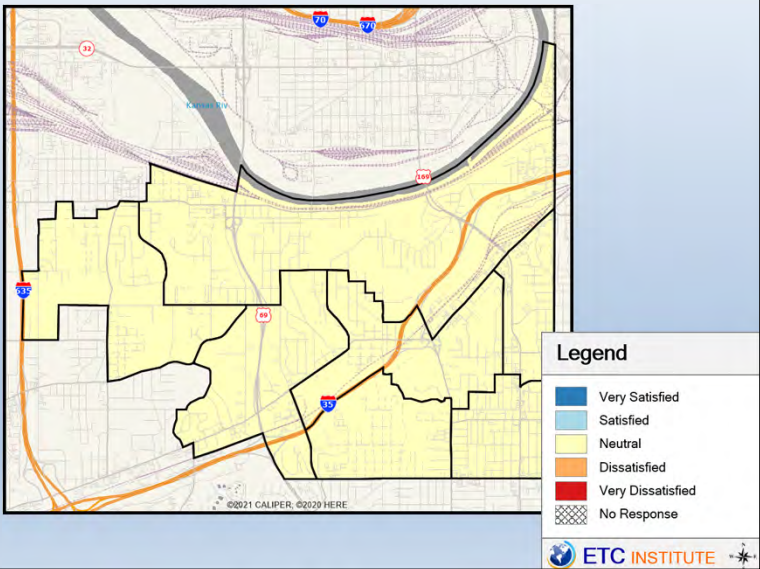 70
670
32
Kansas Riv
169
635
69
35
©2021 CALIPER; ©2020 HERE
Legend
Very Satisfied
Satisfied
Neutral
Dissatisfied
Very Dissatisfied
No Response
ETC INSTITUTE